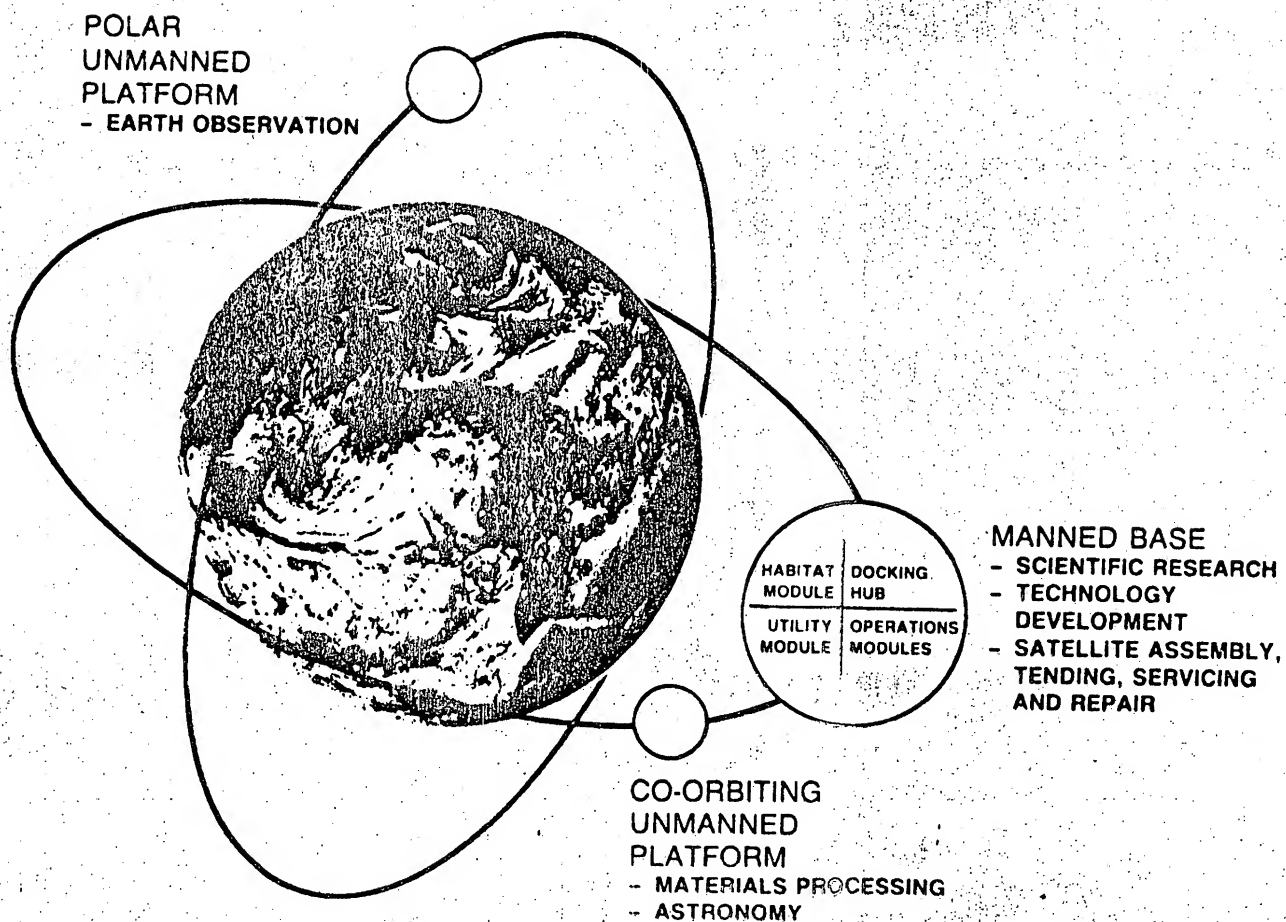 POLAR
UNMANNED
PLATFORM
- EARTH OBSERVATION
HABITAT MODULE
DOCKING HUB
UTILITY MODULE
OPERATIONS MODULES
MANNED BASE
- SCIENTIFIC RESEARCH
- TECHNOLOGY
DEVELOPMENT
- SATELLITE ASSEMBLY,
TENDING, SERVICING
AND REPAIR
CO-ORBITING
UNMANNED
PLATFORM
- MATERIALS PROCESSING
- ASTRONOMY